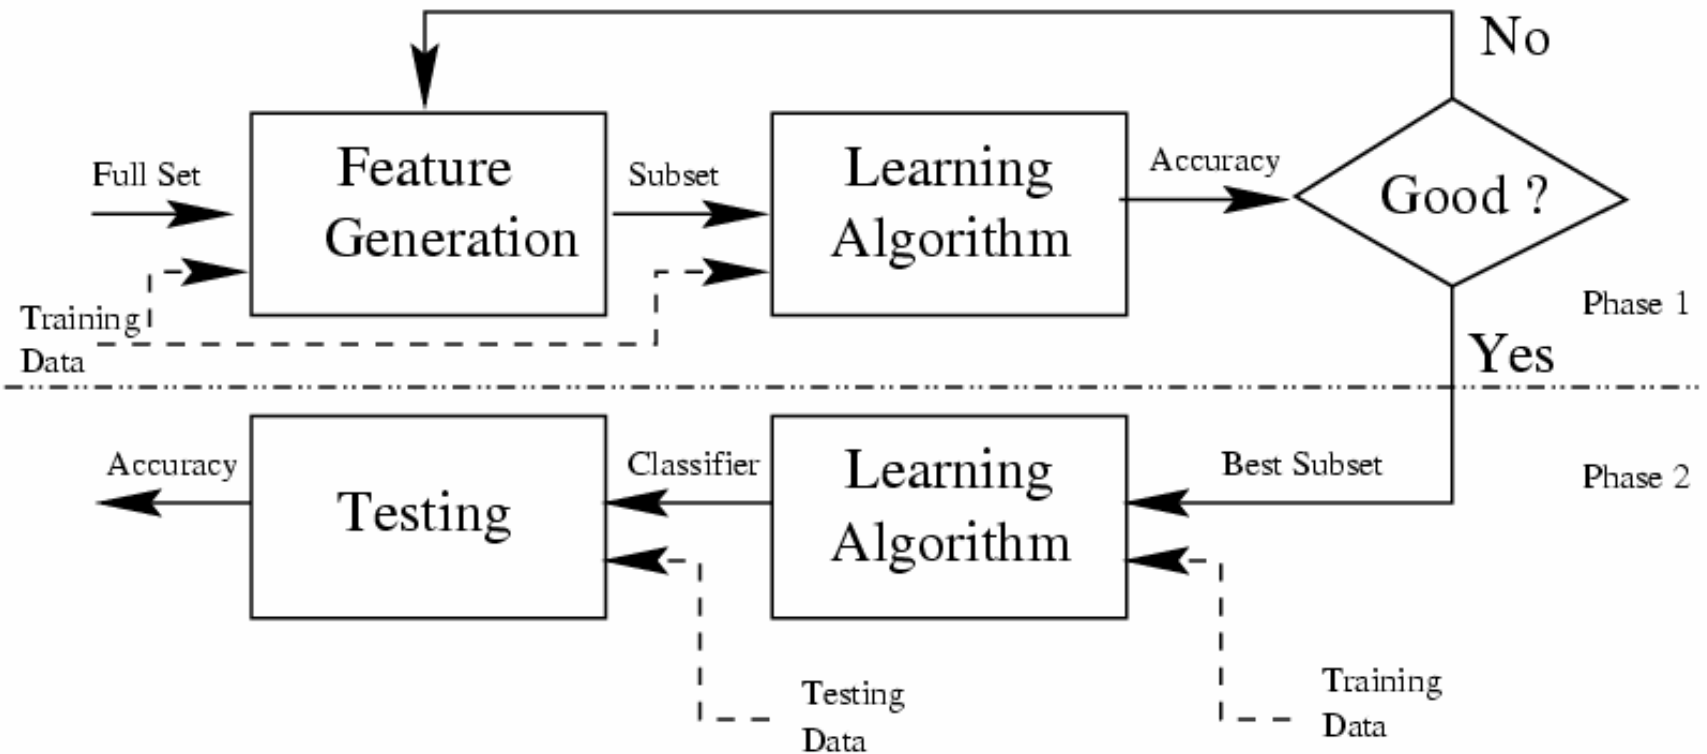 No
Full Set
Feature
Generation
Subset
Learning
Algorithm
Accuracy
Good ?
Training
Data
Phase 1
Yes
Accuracy
Testing
Classifier
Learning
Algorithm
Best Subset
Phase 2
Testing
Data
Training
Data